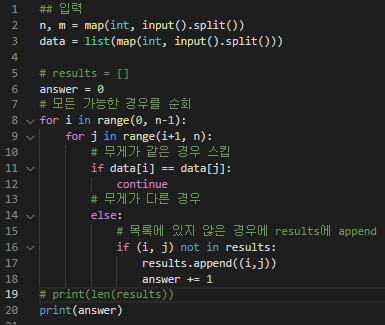 1 ## 입력
2 n, m = map(int, input().split())
3 data = list(map(int, input().split()))
4
5 # results = []
6 answer = 0
7 # 모든 가능한 경우를 순회
8 for i in range(0, n-1):
9     for j in range(i+1, n):
10         # 무게가 같은 경우 스킵
11         if data[i] == data[j]:
12             continue
13         # 무게가 다른 경우
14         else:
15             # 목록에 있지 않은 경우에 results에 append
16             if (i, j) not in results:
17                 results.append((i,j))
18                 answer += 1
19 # print(len(results))
20 print(answer)
21